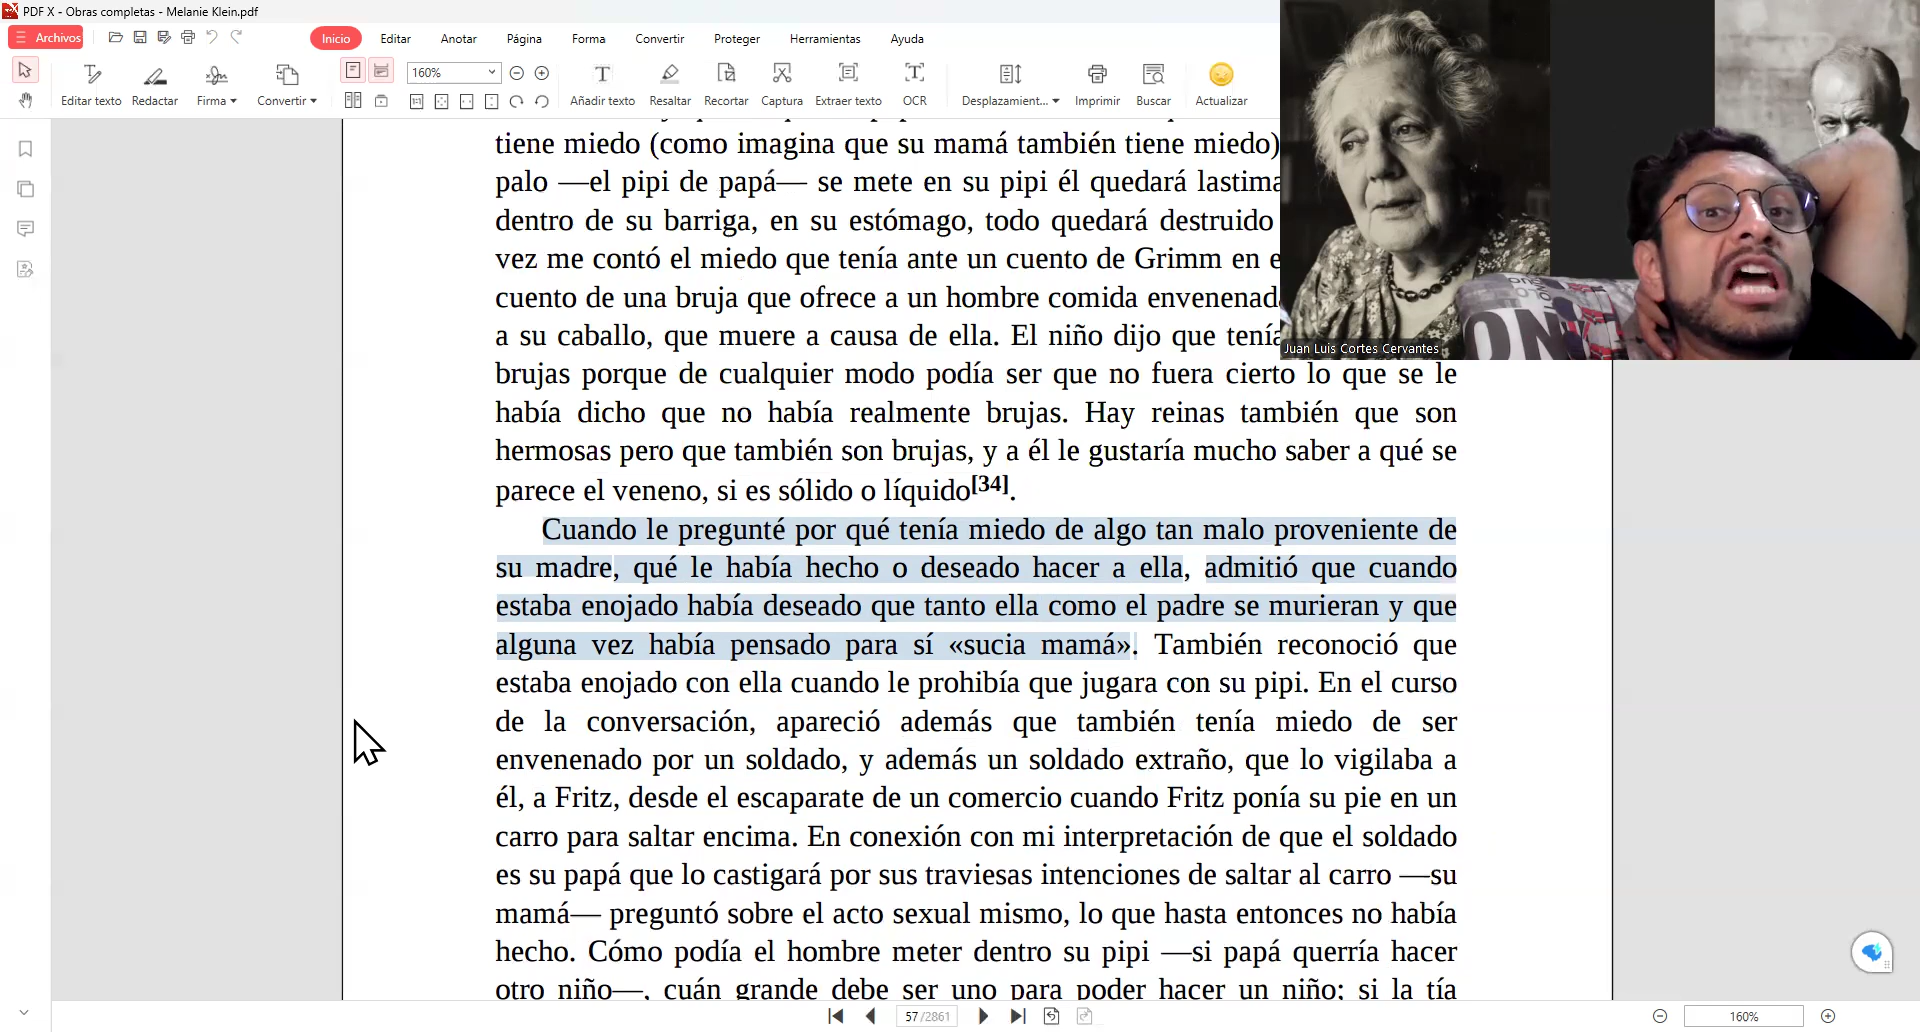 PDF X - Obras completas - Melanie Klein.pdf
Archivos
Inicio
Editar
Anotar
Página
Forma
Convertir
Proteger
Herramientas
Ayuda
160%
Editar texto
Redactar
Firma
Convertir
Añadir texto
Resaltar
Recortar
Captura
Extraer texto
OCR
Desplazamient...
Imprimir
Buscar
Actualizar
tiene miedo (como imagina que su mamá también tiene miedo)
palo —el pipi de papá— se mete en su pipi él quedará lastima
dentro de su barriga, en su estómago, todo quedará destruido
vez me contó el miedo que tenía ante un cuento de Grimm en e
cuento de una bruja que ofrece a un hombre comida envenenada
a su caballo, que muere a causa de ella. El niño dijo que tenía
brujas porque de cualquier modo podía ser que no fuera cierto lo que se le
había dicho que no había realmente brujas. Hay reinas también que son
hermosas pero que también son brujas, y a él le gustaría mucho saber a qué se
parece el veneno, si es sólido o líquido[34].
Cuando le pregunté por qué tenía miedo de algo tan malo proveniente de
su madre, qué le había hecho o deseado hacer a ella, admitió que cuando
estaba enojado había deseado que tanto ella como el padre se murieran y que
alguna vez había pensado para sí «sucia mamá». También reconoció que
estaba enojado con ella cuando le prohibía que jugara con su pipi. En el curso
de la conversación, apareció además que también tenía miedo de ser
envenenado por un soldado, y además un soldado extraño, que lo vigilaba a
él, a Fritz, desde el escaparate de un comercio cuando Fritz ponía su pie en un
carro para saltar encima. En conexión con mi interpretación de que el soldado
es su papá que lo castigará por sus traviesas intenciones de saltar al carro —su
mamá— preguntó sobre el acto sexual mismo, lo que hasta entonces no había
hecho. Cómo podía el hombre meter dentro su pipi —si papá querría hacer
otro niño—, cuán grande debe ser uno para poder hacer un niño; si la tía
Juan Luis Cortes Cervantes
57 /2861
160%